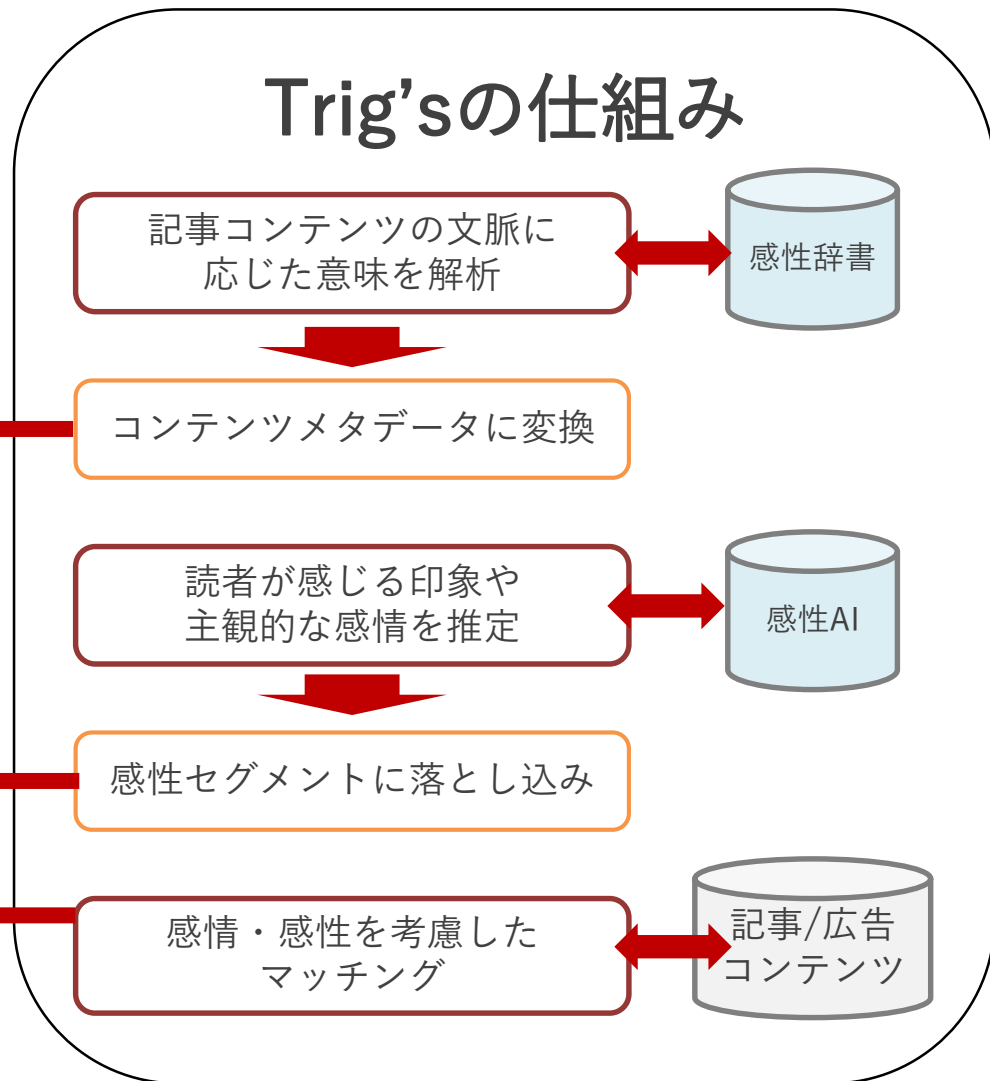 Trig’sの仕組み
記事コンテンツの文脈に
応じた意味を解析
感性辞書
コンテンツメタデータに変換
読者が感じる印象や
主観的な感情を推定
感性AI
感性セグメントに落とし込み
感情・感性を考慮した
マッチング
記事/広告
コンテンツ